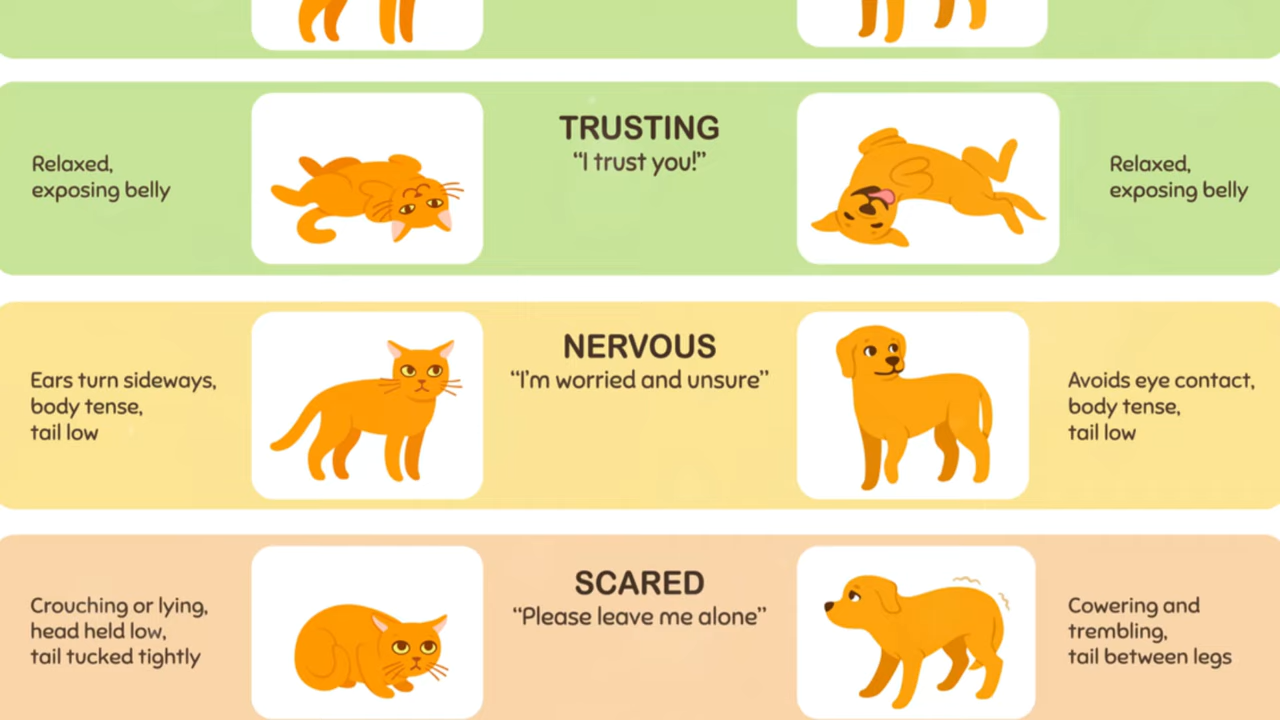 Relaxed,
exposing belly
TRUSTING
“I trust you!”
Relaxed,
exposing belly
Ears turn sideways,
body tense,
tail low
NERVOUS
“I’m worried and unsure”
Avoids eye contact,
body tense,
tail low
Crouching or lying,
head held low,
tail tucked tightly
SCARED
“Please leave me alone”
Cowering and
trembling,
tail between legs